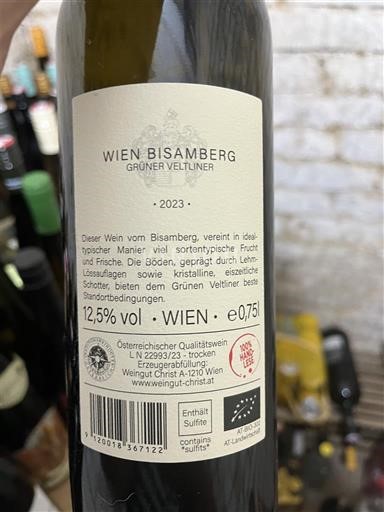 WIEN BISAMBERG
GRÜNER VELTLINER
• 2023 •
Dieser Wein vom Bisamberg, vereint in ideal-
typischer Manier viel sortentypische Frucht
und Frische. Die Böden, geprägt durch Lehm-
Lössauflagen sowie kristalline, eiszeitliche
Schotter, bieten dem Grünen Veltliner beste
Standortbedingungen.
12,5% vol • WIEN • e0,75l
Österreichischer Qualitätswein
L N 22993/23 - trocken
Erzeugerabfüllung:
Weingut Christ A-1210 Wien
www.weingut-christ.at
100%
HAND-
LESE
Enthält
Sulfite
contains
"sulfits"
AT-BIO-302
AT-Landwirtschaft
9 120018 367122